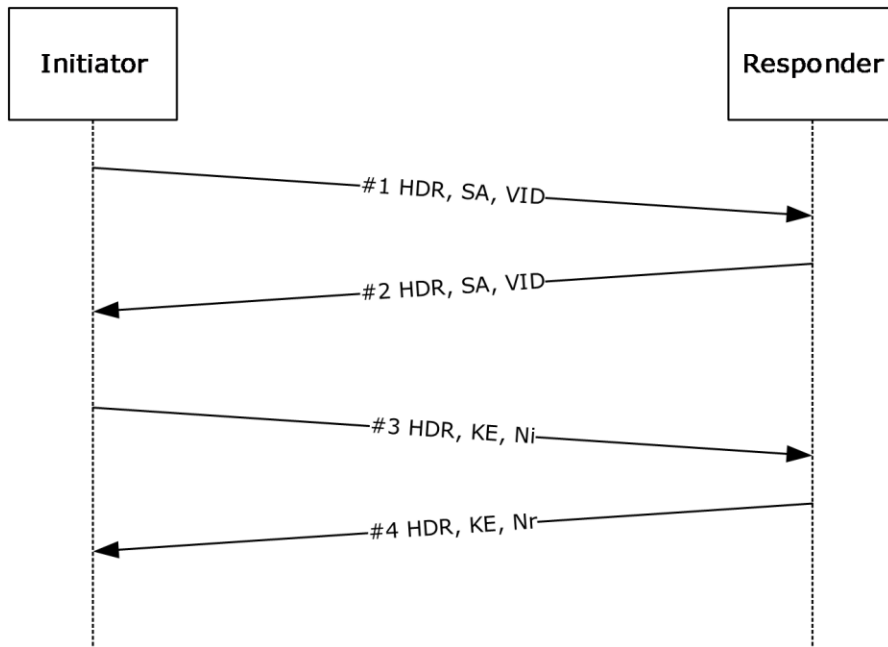 Initiator
Responder
#1 HDR, SA, VID
#2 HDR, SA, VID
#3 HDR, KE, Ni
#4 HDR, KE, Nr